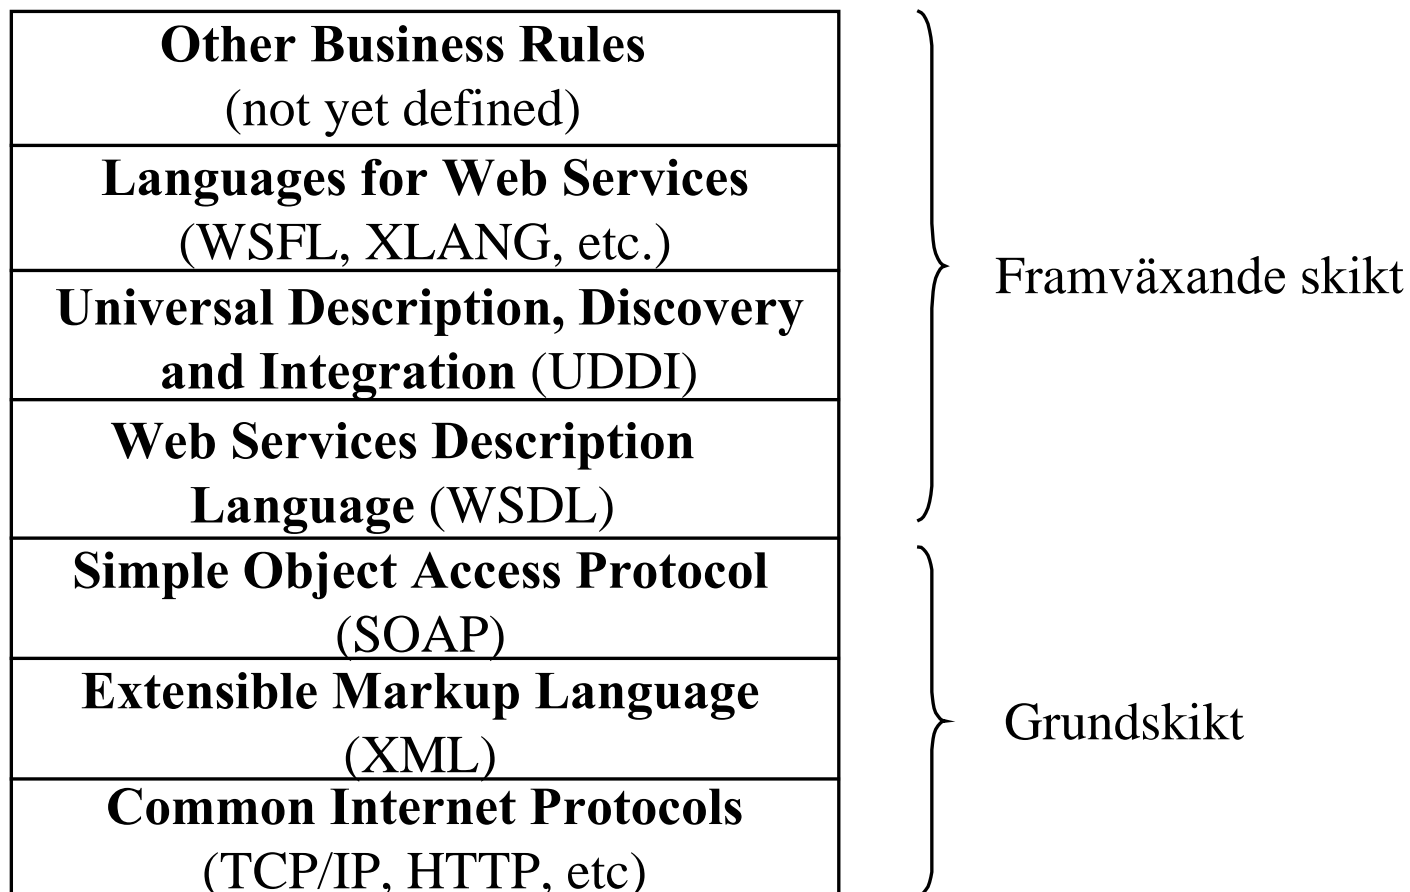 Other Business Rules
(not yet defined)
Languages for Web Services
(WSFL, XLANG, etc.)
Universal Description, Discovery
and Integration (UDDI)
Web Services Description
Language (WSDL)
Simple Object Access Protocol
(SOAP)
Extensible Markup Language
(XML)
Common Internet Protocols
(TCP/IP, HTTP, etc)
Framväxande skikt
Grundskikt